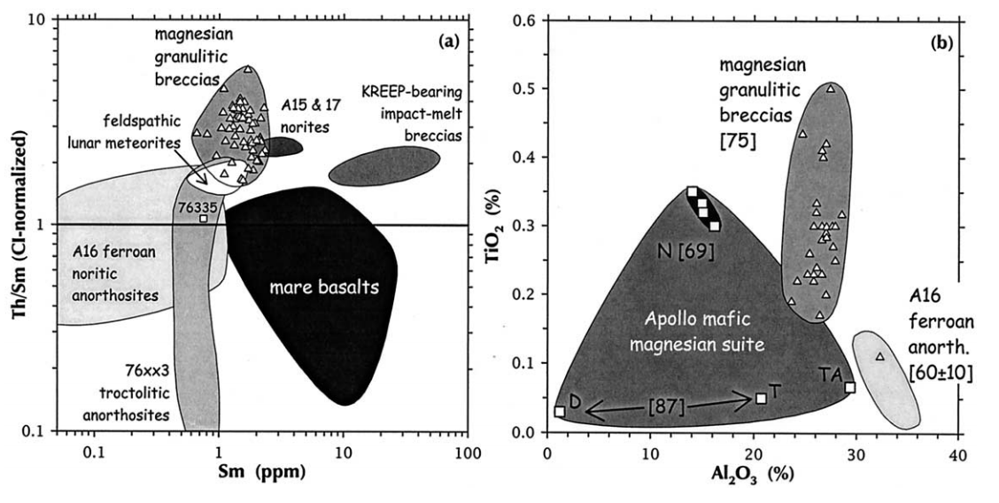 (a)
10
1
0.1
Th/Sm (CI-normalized)
0.1
1
10
100
Sm (ppm)
magnesian
granulitic
breccias
feldspathic
lunar meteorites
A15 & 17
norites
KREEP-bearing
impact-melt
breccias
76335
A16 ferroan
noritic
anorthosites
mare basalts
76xx3
troctolitic
anorthosites
(b)
0.6
0.5
0.4
0.3
0.2
0.1
0.0
TiO2 (%)
0
10
20
30
40
Al2O3 (%)
magnesian
granulitic
breccias
[75]
N [69]
Apollo mafic
magnesian suite
A16
ferroan
anorth.
[60±10]
D
[87]
T
TA